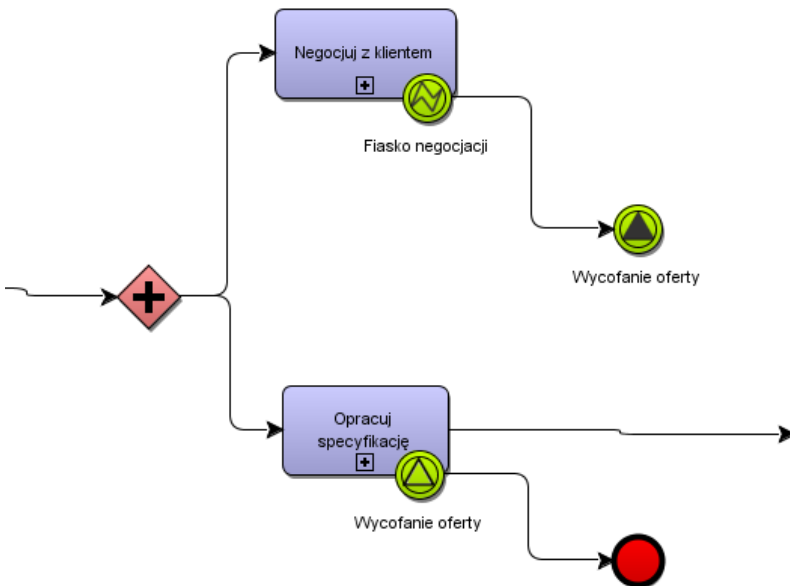 Negocjuj z klientem
Fiasko negocjacji
Wycofanie oferty
Opracuj
specyfikację
Wycofanie oferty